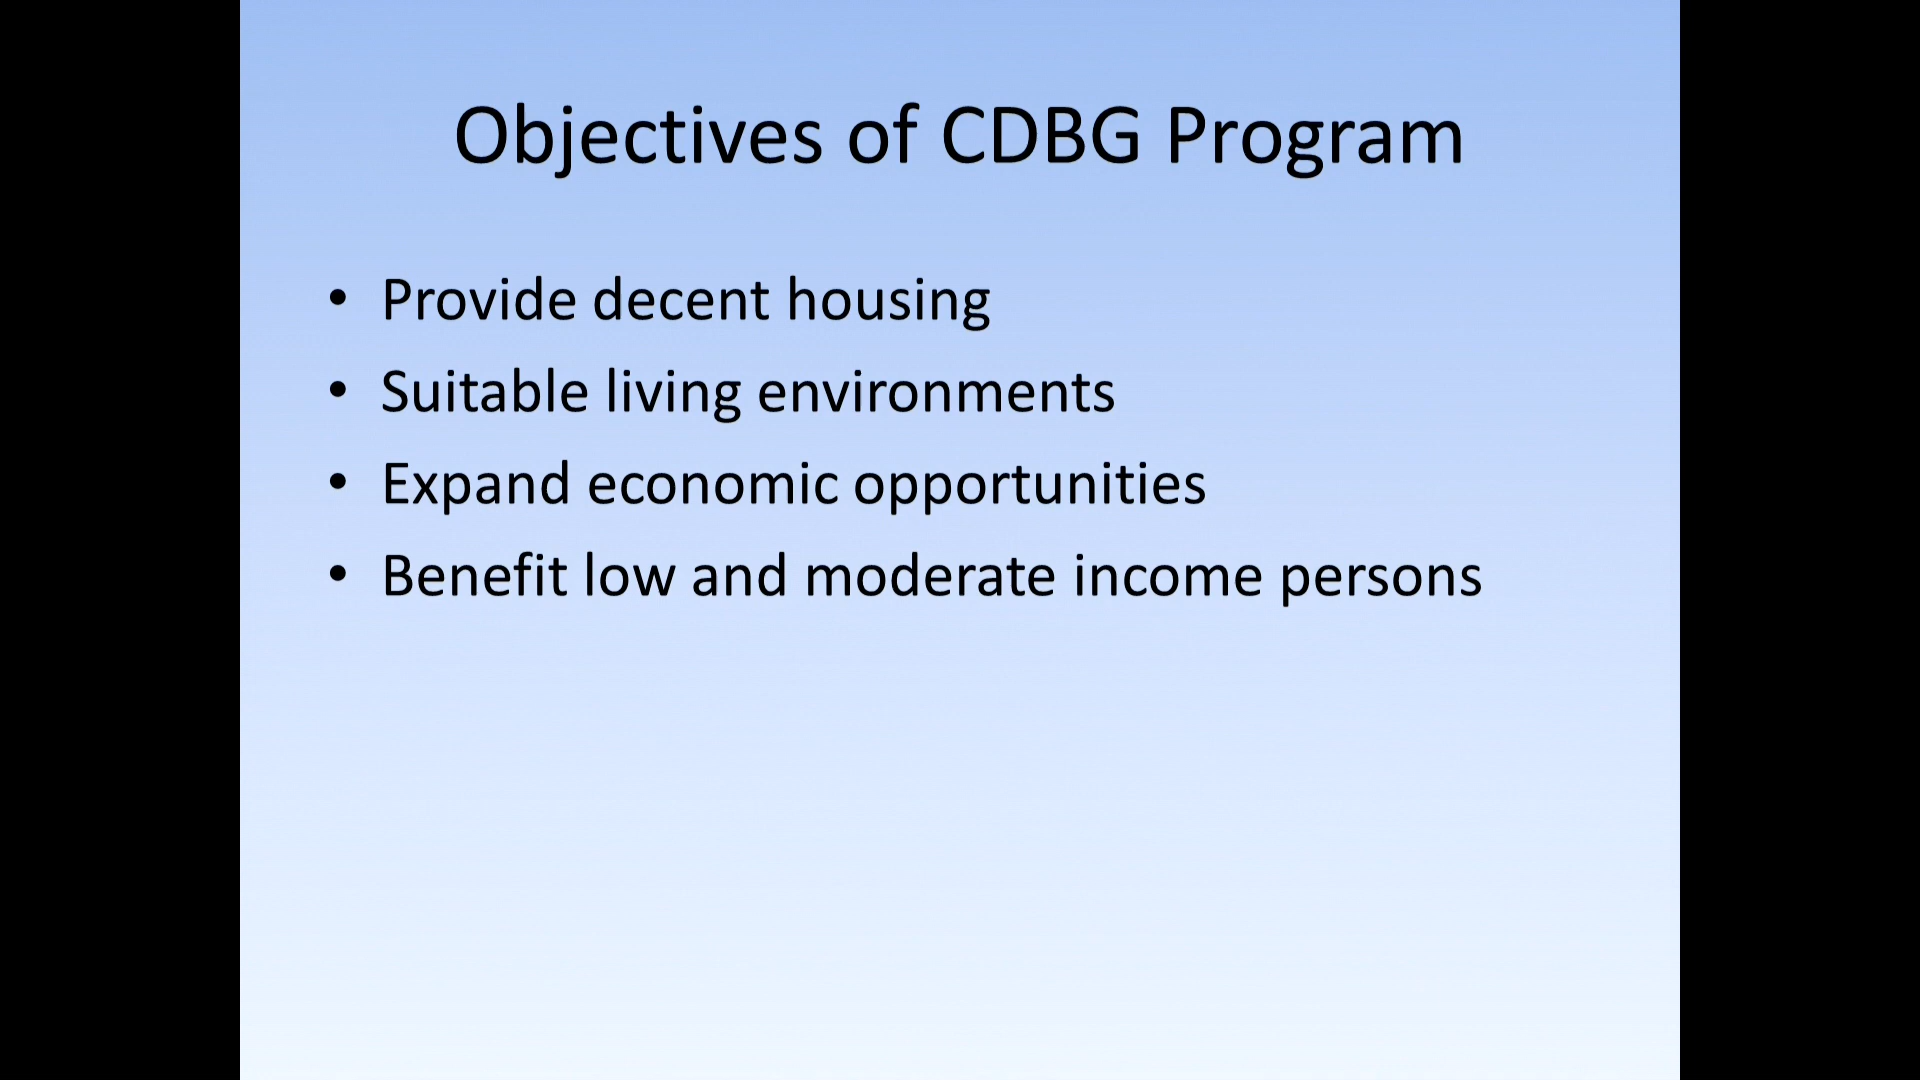 Objectives of CDBG Program
• Provide decent housing
• Suitable living environments
• Expand economic opportunities
• Benefit low and moderate income persons